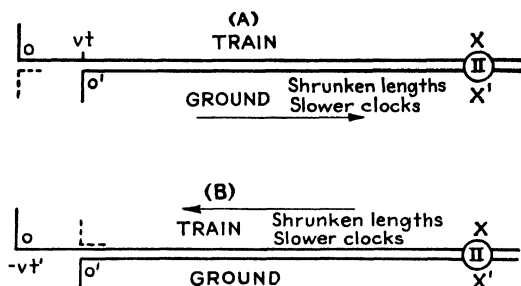 (A)
O vt TRAIN X
II
O' GROUND Shrunken lengths X'
Slower clocks
(B)
TRAIN Shrunken lengths X
O Slower clocks
II
-vt' O' GROUND X'